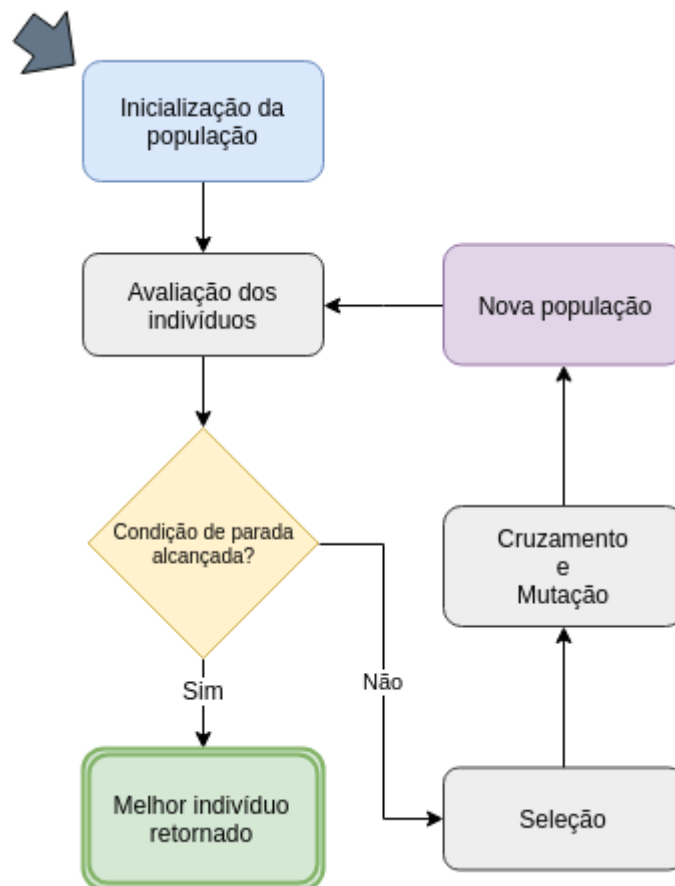 Inicialização da
população
Avaliação dos
indivíduos
Nova população
Condição de parada
alcançada?
Cruzamento
e
Mutação
Sim
Não
Melhor indivíduo
retornado
Seleção